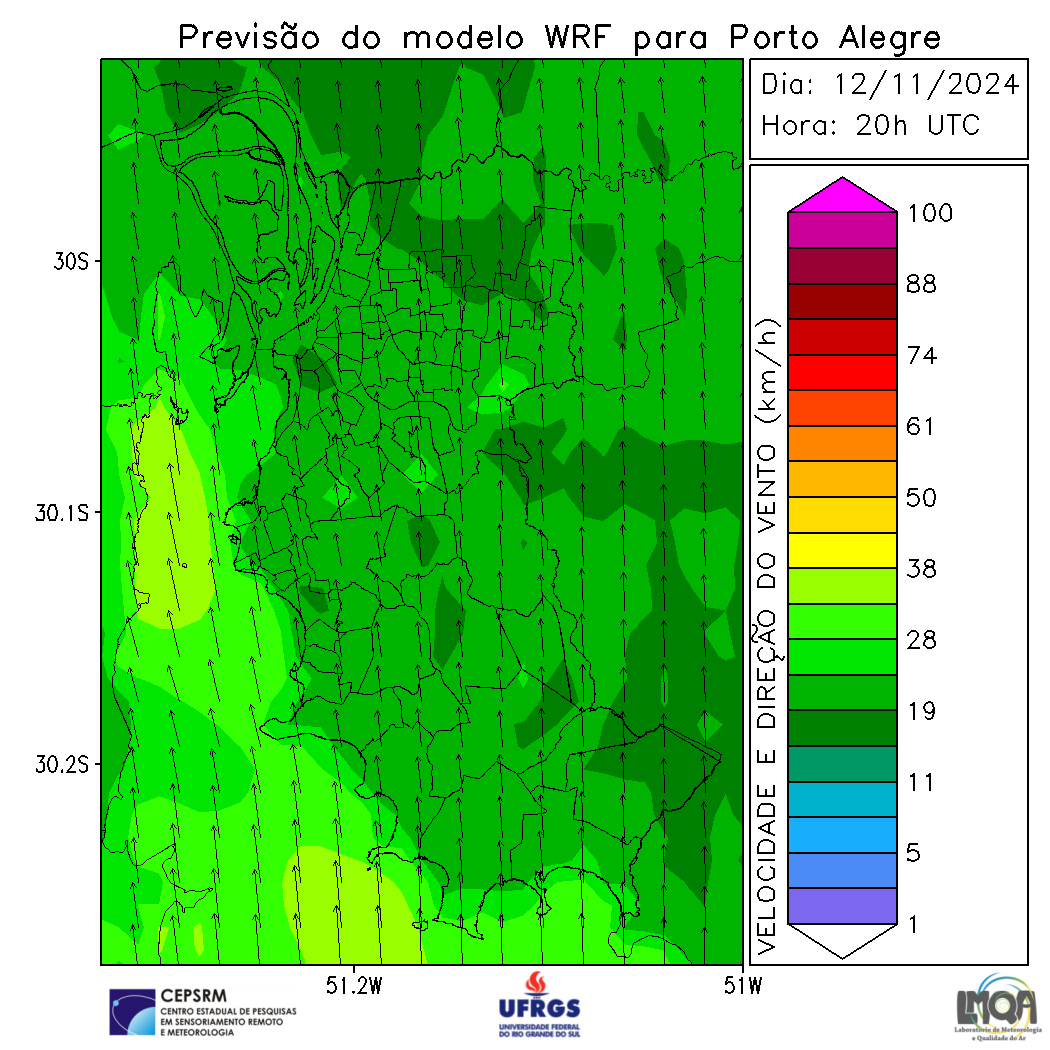 Previsão do modelo WRF para Porto Alegre
Dia: 12/11/2024
Hora: 20h UTC
30S
30.1S
30.2S
51.2W
51W
VELOCIDADE E DIREÇÃO DO VENTO (km/h)
100
88
74
61
50
38
28
19
11
5
1
CEPSRM
CENTRO ESTADUAL DE PESQUISAS
EM SENSORIAMENTO REMOTO
E METEOROLOGIA
UFRGS
UNIVERSIDADE FEDERAL
DO RIO GRANDE DO SUL
LMQA
Laboratório de Meteorologia
e Qualidade do Ar